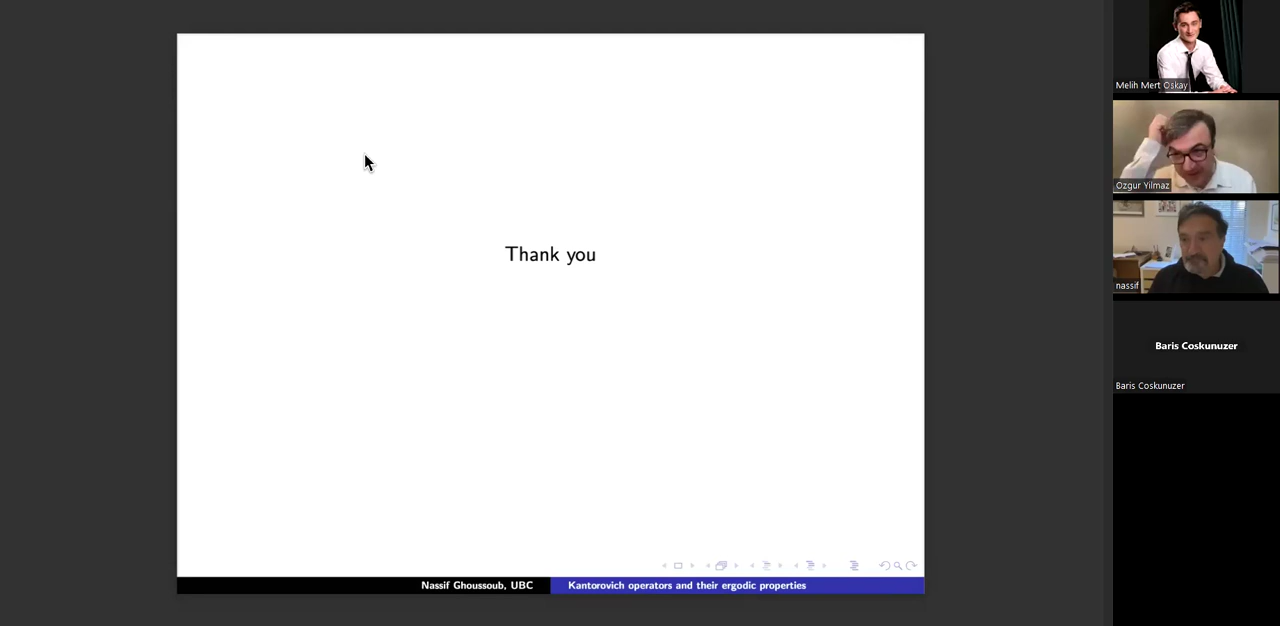 Thank you
Nassif Ghoussoub, UBC
Kantorovich operators and their ergodic properties
Melih Mert Oskay
Ozgur Yilmaz
nassif
Baris Coskunuzer
Baris Coskunuzer